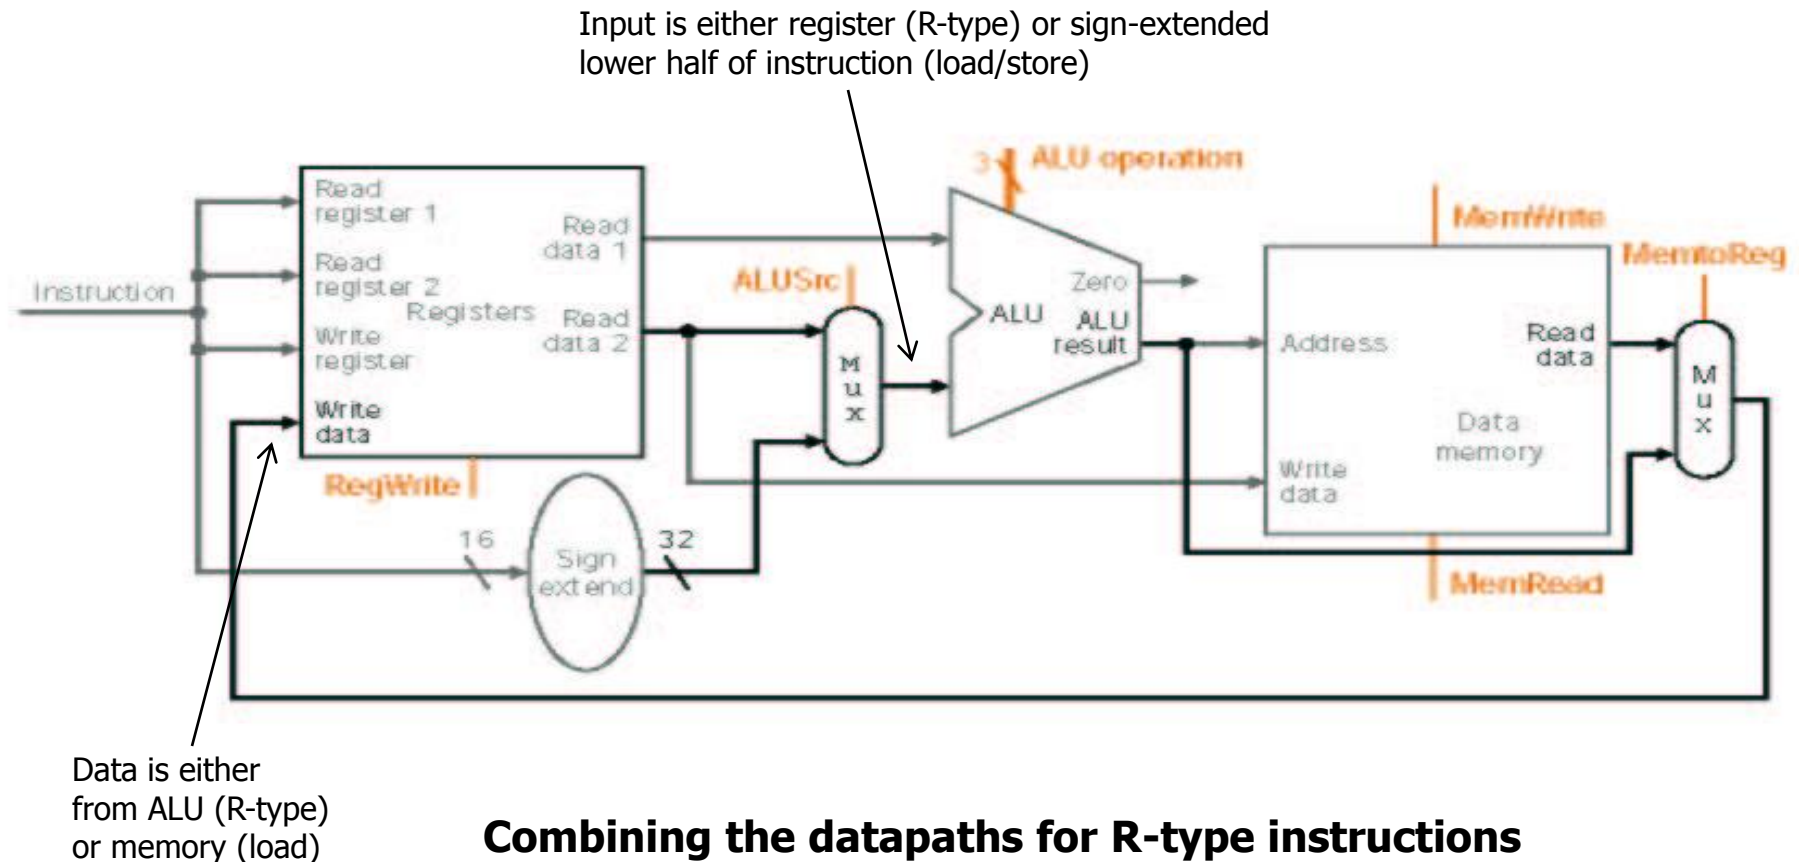 Input is either register (R-type) or sign-extended
lower half of instruction (load/store)
3
ALU operation
Read
register 1
Read
data 1
MemWrite
MemtoReg
Read
register 2
Instruction
Registers
ALUSrc
Zero
Read
data 2
ALU
ALU
result
Address
Read
data
Write
register
M
u
x
M
u
x
Write
data
Data
memory
RegWrite
Write
data
16
32
Sign
extend
MemRead
Data is either
from ALU (R-type)
or memory (load)
Combining the datapaths for R-type instructions